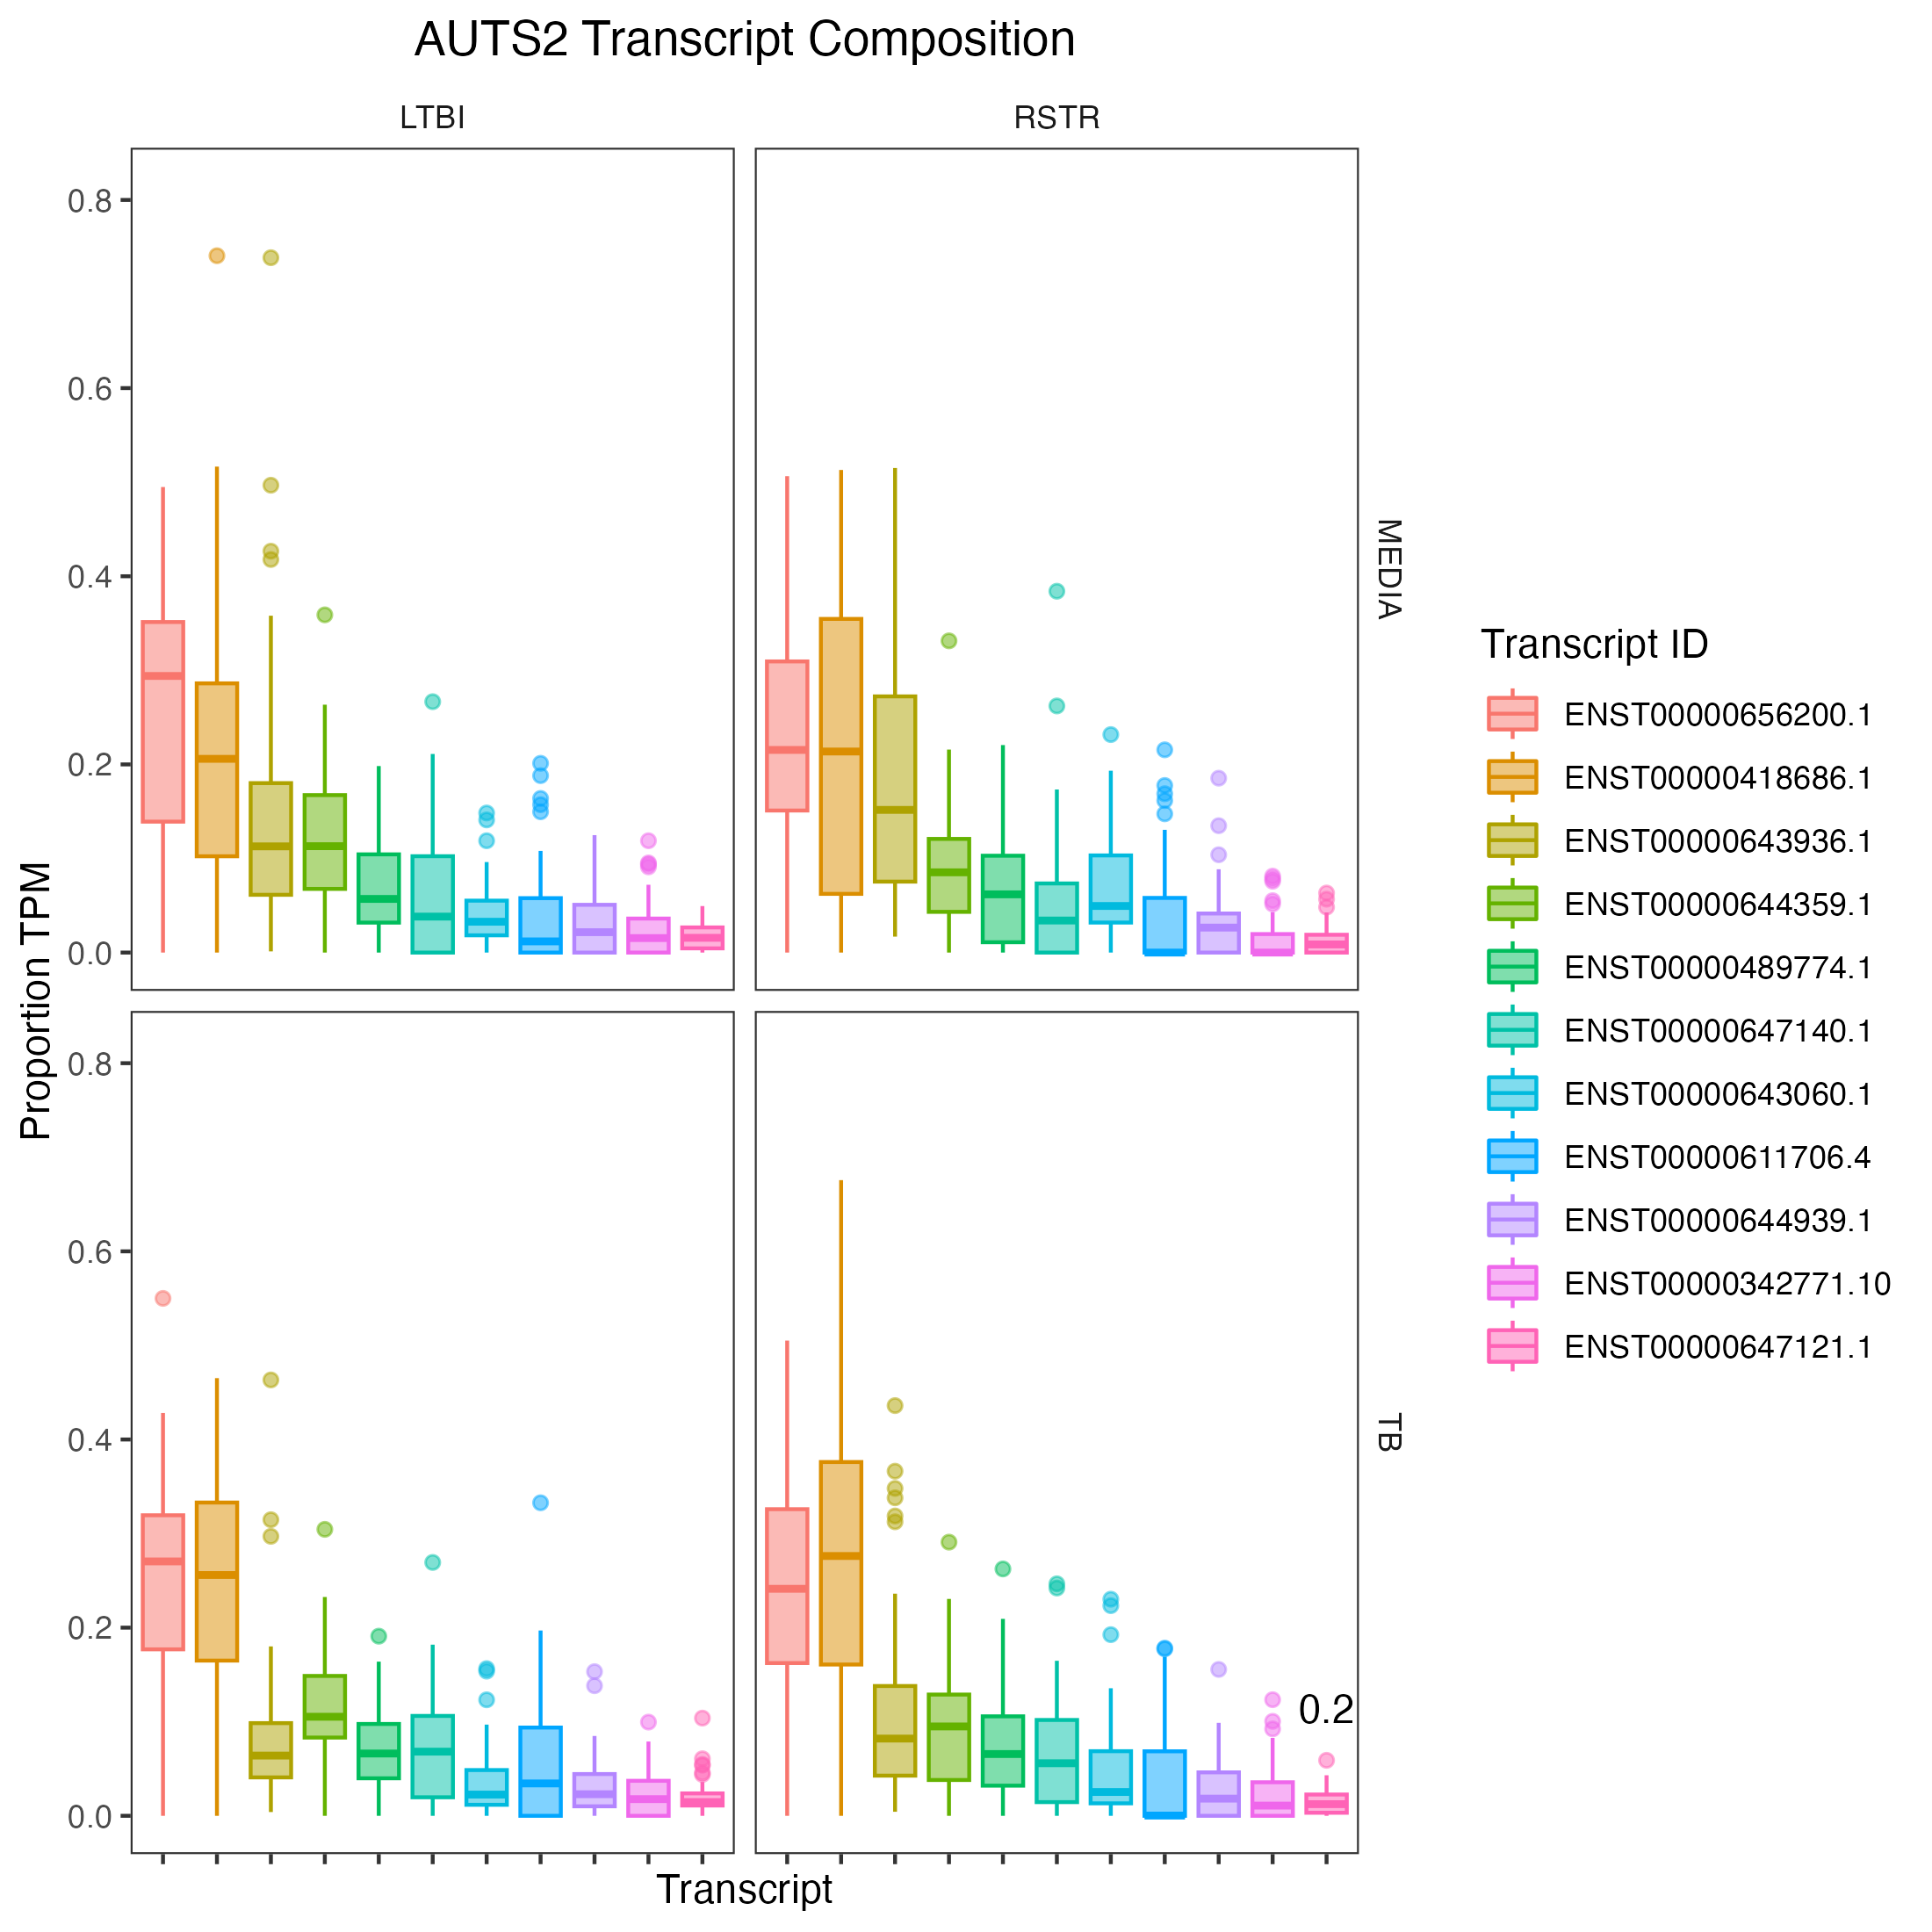 AUTS2 Transcript Composition
LTBI
RSTR
0.8
0.6
0.4
0.2
0.0
MEDIA
Proportion TPM
0.8
0.6
0.4
0.2
0.0
TB
0.2
Transcript
Transcript ID
ENST00000656200.1
ENST00000418686.1
ENST00000643936.1
ENST00000644359.1
ENST00000489774.1
ENST00000647140.1
ENST00000643060.1
ENST00000611706.4
ENST00000644939.1
ENST00000342771.10
ENST00000647121.1